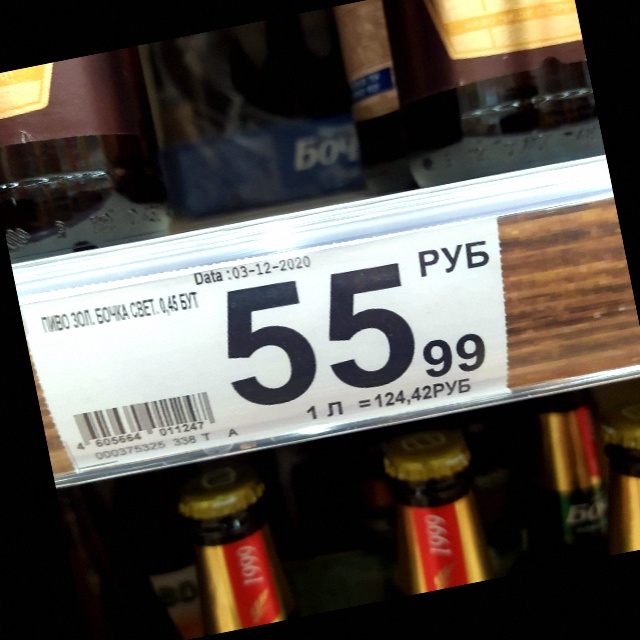 БОЧ
Data :03-12-2020
ПИВО ЗОЛ. БОЧКА СВЕТ. 0,45 БУТ
55 99 РУБ
1 Л =124,42РУБ
4 605664 011247
000375325 338 T A
1999
1999